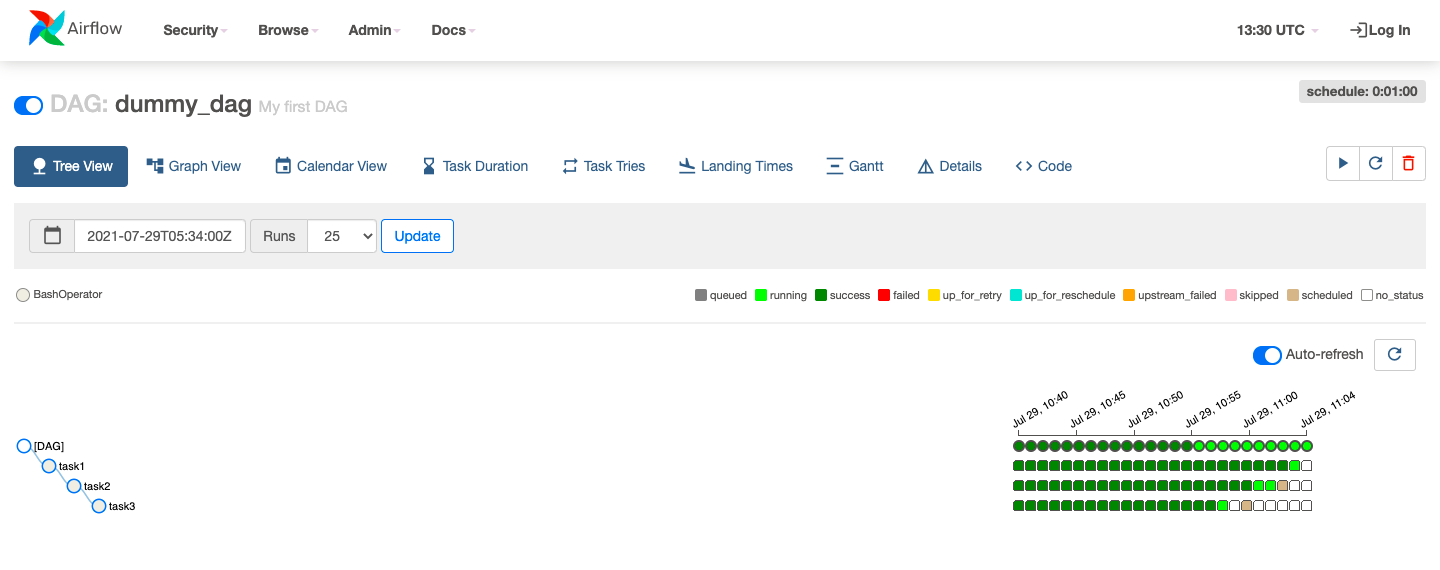 Airflow Security Browse Admin Docs 13:30 UTC Log In
schedule: 0:01:00
DAG: dummy_dag My first DAG
Tree View Graph View Calendar View Task Duration Task Tries Landing Times Gantt Details Code
2021-07-29T05:34:00Z Runs 25 Update
BashOperator queued running success failed up_for_retry up_for_reschedule upstream_failed skipped scheduled no_status
Auto-refresh
Jul 29, 10:40 Jul 29, 10:45 Jul 29, 10:50 Jul 29, 10:55 Jul 29, 11:00 Jul 29, 11:04
[DAG]
task1
task2
task3